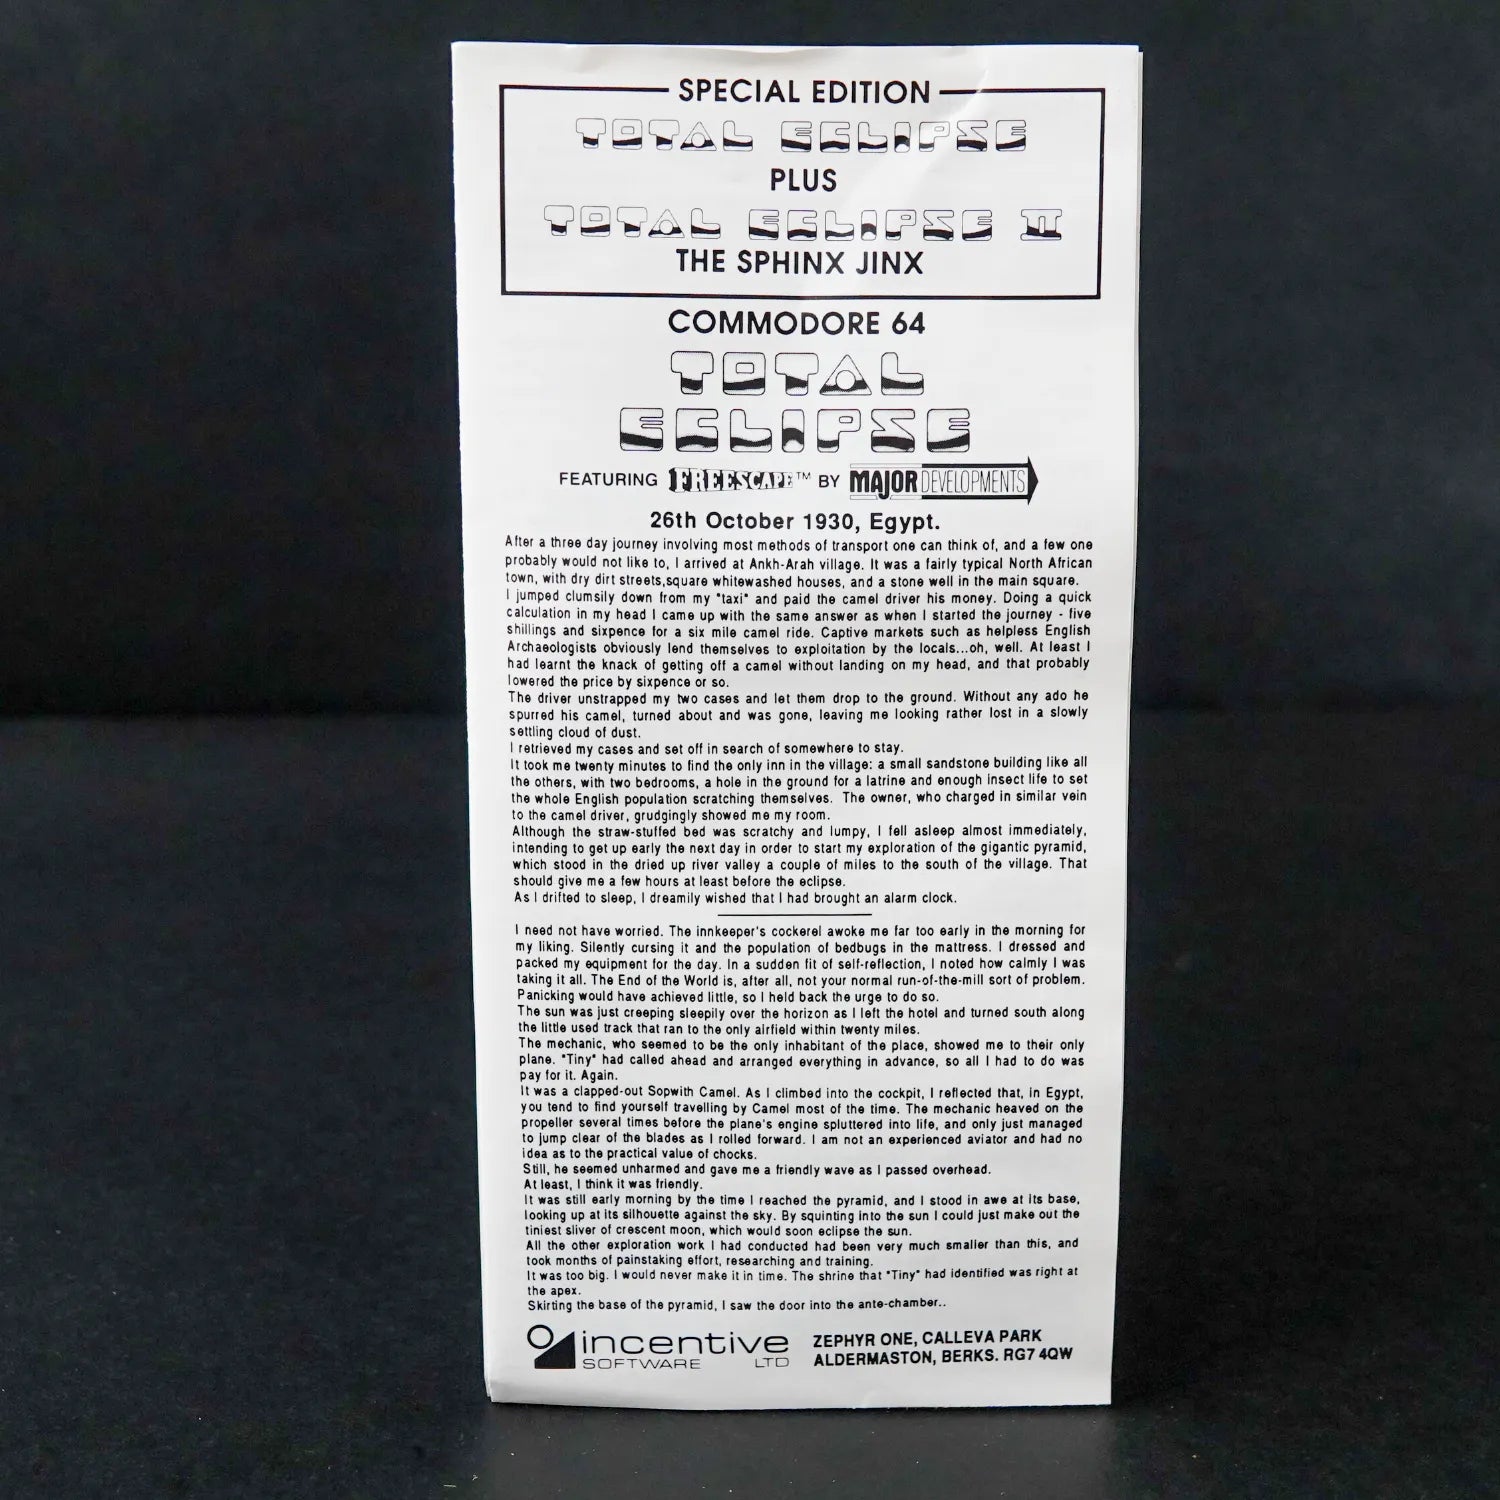 SPECIAL EDITION
TOTAL ECLIPSE
PLUS
TOTAL ECLIPSE II
THE SPHINX JINX
COMMODORE 64
TOTAL
ECLIPSE
FEATURING FREESCAPE™ BY MAJOR DEVELOPMENTS
26th October 1930, Egypt.
After a three day journey involving most methods of transport one can think of, and a few one
probably would not like to, I arrived at Ankh-Arah village. It was a fairly typical North African
town, with dry dirt streets,square whitewashed houses, and a stone well in the main square.
I jumped clumsily down from my "taxi" and paid the camel driver his money. Doing a quick
calculation in my head I came up with the same answer as when I started the journey - five
shillings and sixpence for a six mile camel ride. Captive markets such as helpless English
Archaeologists obviously lend themselves to exploitation by the locals...oh, well. At least I
had learnt the knack of getting off a camel without landing on my head, and that probably
lowered the price by sixpence or so.
The driver unstrapped my two cases and let them drop to the ground. Without any ado he
spurred his camel, turned about and was gone, leaving me looking rather lost in a slowly
settling cloud of dust.
I retrieved my cases and set off in search of somewhere to stay.
It took me twenty minutes to find the only inn in the village: a small sandstone building like all
the others, with two bedrooms, a hole in the ground for a latrine and enough insect life to set
the whole English population scratching themselves. The owner, who charged in similar vein
to the camel driver, grudgingly showed me my room.
Although the straw-stuffed bed was scratchy and lumpy, I fell asleep almost immediately,
intending to get up early the next day in order to start my exploration of the gigantic pyramid,
which stood in the dried up river valley a couple of miles to the south of the village. That
should give me a few hours at least before the eclipse.
As I drifted to sleep, I dreamily wished that I had brought an alarm clock.
I need not have worried. The innkeeper's cockerel awoke me far too early in the morning for
my liking. Silently cursing it and the population of bedbugs in the mattress. I dressed and
packed my equipment for the day. In a sudden fit of self-reflection, I noted how calmly I was
taking it all. The End of the World is, after all, not your normal run-of-the-mill sort of problem.
Panicking would have achieved little, so I held back the urge to do so.
The sun was just creeping sleepily over the horizon as I left the hotel and turned south along
the little used track that ran to the only airfield within twenty miles.
The mechanic, who seemed to be the only inhabitant of the place, showed me to their only
plane. "Tiny" had called ahead and arranged everything in advance, so all I had to do was
pay for it. Again.
It was a clapped-out Sopwith Camel. As I climbed into the cockpit, I reflected that, in Egypt,
you tend to find yourself travelling by Camel most of the time. The mechanic heaved on the
propeller several times before the plane's engine spluttered into life, and only just managed
to jump clear of the blades as I rolled forward. I am not an experienced aviator and had no
idea as to the practical value of chocks.
Still, he seemed unharmed and gave me a friendly wave as I passed overhead.
At least, I think it was friendly.
It was still early morning by the time I reached the pyramid, and I stood in awe at its base,
looking up at its silhouette against the sky. By squinting into the sun I could just make out the
tiniest sliver of crescent moon, which would soon eclipse the sun.
All the other exploration work I had conducted had been very much smaller than this, and
took months of painstaking effort, researching and training.
It was too big. I would never make it in time. The shrine that "Tiny" had identified was right at
the apex.
Skirting the base of the pyramid, I saw the door into the ante-chamber..
incentive
SOFTWARE LTD
ZEPHYR ONE, CALLEVA PARK
ALDERMASTON, BERKS. RG7 4QW